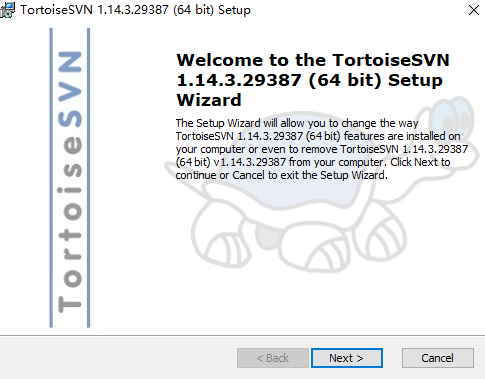 TortoiseSVN 1.14.3.29387 (64 bit) Setup
TortoiseSVN
Welcome to the TortoiseSVN
1.14.3.29387 (64 bit) Setup
Wizard
The Setup Wizard will allow you to change the way
TortoiseSVN 1.14.3.29387 (64 bit) features are installed on
your computer or even to remove TortoiseSVN 1.14.3.29387
(64 bit) v1.14.3.29387 from your computer. Click Next to
continue or Cancel to exit the Setup Wizard.
< Back
Next >
Cancel